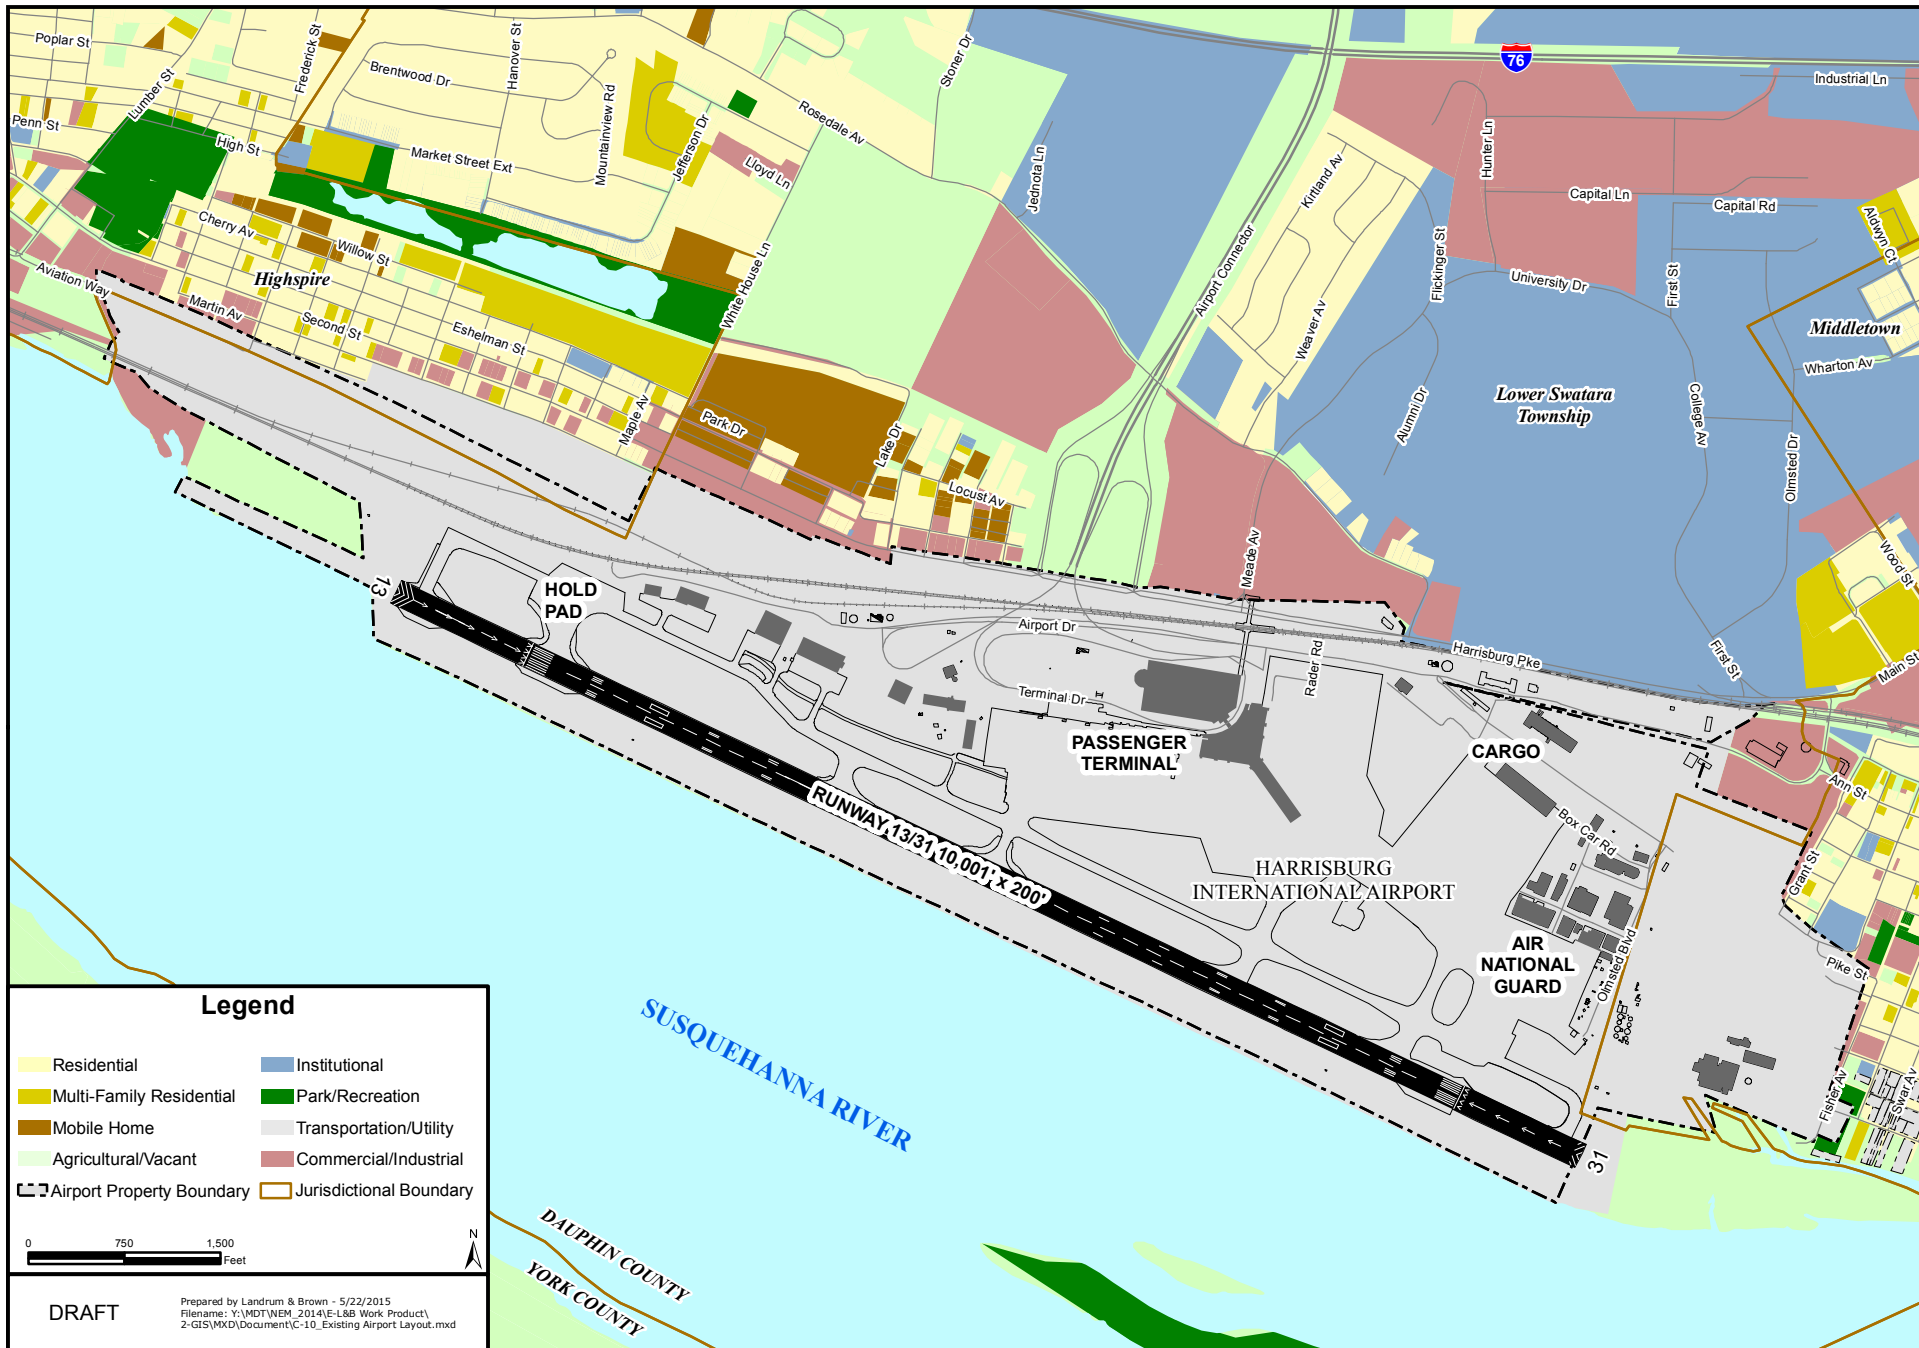 Poplar St
Lumber St
Frederick St
Brentwood Dr
Hanover St
Mountainview Rd
Jefferson Dr
Rosedale Av
Stoner Dr
76
Industrial Ln
Penn St
High St
Market Street Ext
Lloyd Ln
Jednota Ln
Kirtland Av
Hunter Ln
Capital Ln
Capital Rd
Aldwyn Ct
Cherry Av
Willow St
Aviation Way
Highspire
Martin Av
Second St
Eshelman St
White House Ln
Airport Connector
Weaver Av
Flickinger St
University Dr
First St
Middletown
Wharton Av
Maple Av
Park Dr
Lake Dr
Locust Av
Alumni Dr
Lower Swatara
Township
College Av
Olmsted Dr
Meade Av
Wood St
13
HOLD
PAD
Airport Dr
Terminal Dr
Rader Rd
Harrisburg Pke
First St
Main St
PASSENGER
TERMINAL
CARGO
Ann St
Box Car Rd
RUNWAY 13/31 10,001' x 200'
HARRISBURG
INTERNATIONAL AIRPORT
Grant St
AIR
NATIONAL
GUARD
Olmsted Blvd
Pike St
Fisher Av
Swar Av
31
SUSQUEHANNA RIVER
DAUPHIN COUNTY
YORK COUNTY
Legend
Residential
Institutional
Multi-Family Residential
Park/Recreation
Mobile Home
Transportation/Utility
Agricultural/Vacant
Commercial/Industrial
Airport Property Boundary
Jurisdictional Boundary
0 750 1,500
Feet
N
DRAFT
Prepared by Landrum & Brown - 5/22/2015
Filename: Y:\MDT\NEM_2014\E-L&B Work Product\
2-GIS\MXD\Document\C-10_Existing Airport Layout.mxd